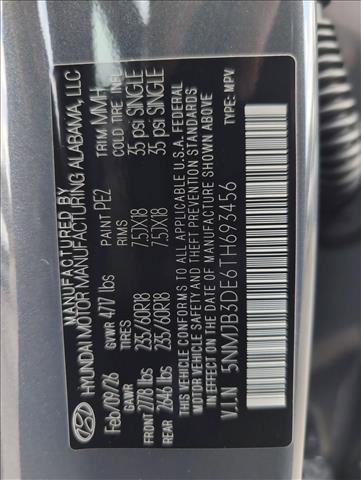 MANUFACTURED BY
HYUNDAI MOTOR MANUFACTURING ALABAMA, LLC
Feb/09/26 GVWR 4717 lbs PAINT PE2 TRIM MMH
GAWR TIRES RIMS COLD TIRE INFL
FRONT 2778 lbs 235/60R18 7.5JX18 35 psi SINGLE
REAR 2646 lbs 235/60R18 7.5JX18 35 psi SINGLE
THIS VEHICLE CONFORMS TO ALL APPLICABLE U.S.A. FEDERAL
MOTOR VEHICLE SAFETY, BUMPER AND THEFT PREVENTION STANDARDS
IN EFFECT ON THE DATE OF MANUFACTURE SHOWN ABOVE.
V.I.N 5NMJB3DE6TH693456 TYPE: MPV